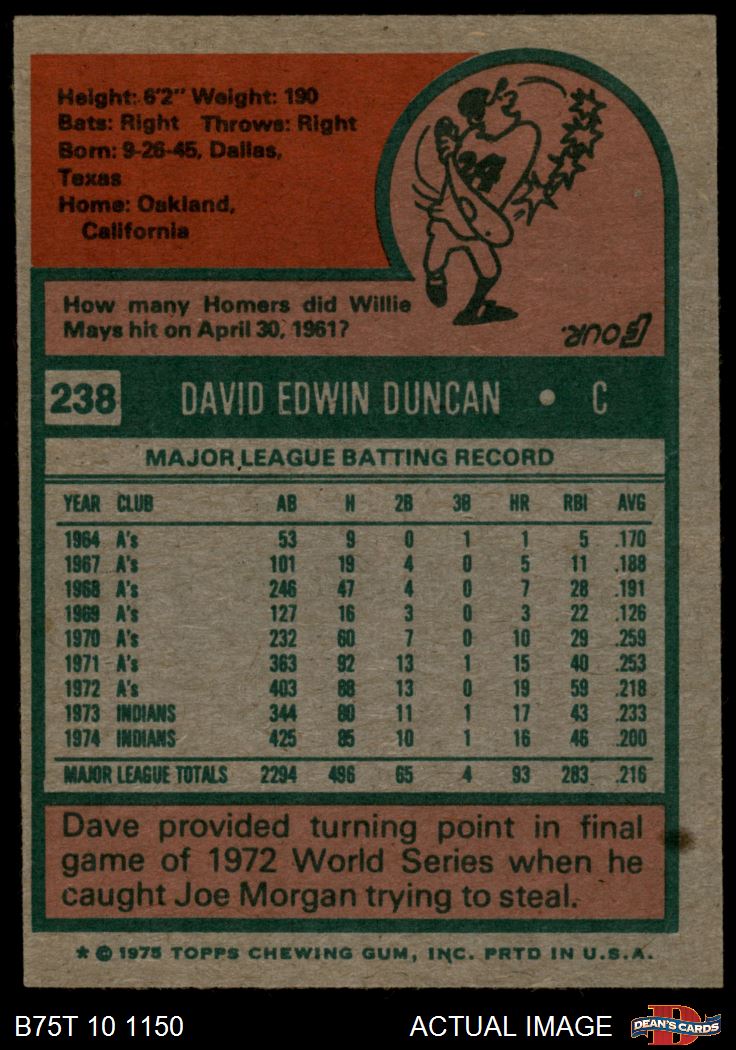 Height: 6'2" Weight: 190
Bats: Right Throws: Right
Born: 9-26-45, Dallas,
Texas
Home: Oakland,
California
24
How many Homers did Willie
Mays hit on April 30, 1961?
FOUR.
238 DAVID EDWIN DUNCAN • C
MAJOR LEAGUE BATTING RECORD
YEAR CLUB AB H 2B 3B HR RBI AVG
1964 A's 53 9 0 1 1 5 .170
1967 A's 101 19 4 0 5 11 .188
1968 A's 246 47 4 0 7 28 .191
1969 A's 127 16 3 0 3 22 .126
1970 A's 232 60 7 0 10 29 .259
1971 A's 363 92 13 1 15 40 .253
1972 A's 403 88 13 0 19 59 .218
1973 INDIANS 344 80 11 1 17 43 .233
1974 INDIANS 425 85 10 1 16 46 .200
MAJOR LEAGUE TOTALS 2294 496 65 4 93 283 .216
Dave provided turning point in final
game of 1972 World Series when he
caught Joe Morgan trying to steal.
* © 1975 TOPPS CHEWING GUM, INC. PRTD IN U.S.A.
B75T 10 1150 ACTUAL IMAGE DEAN'S CARDS